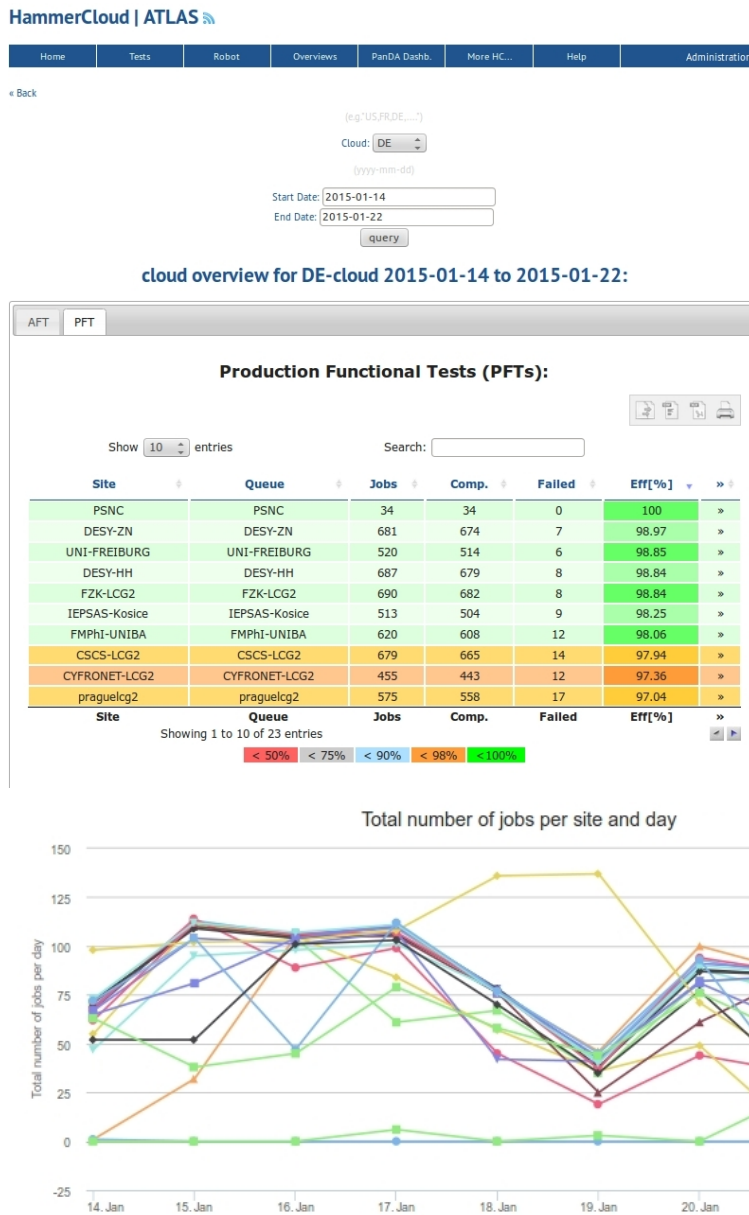 HammerCloud | ATLAS
Home Tests Robot Overviews PanDA Dashb. More HC... Help Administration
« Back
(e.g."US,FR,DE,....")
Cloud: DE
(yyyy-mm-dd)
Start Date: 2015-01-14
End Date: 2015-01-22
query
cloud overview for DE-cloud 2015-01-14 to 2015-01-22:
AFT PFT
Production Functional Tests (PFTs):
Show 10 entries Search:
Site Queue Jobs Comp. Failed Eff[%] »
PSNC PSNC 34 34 0 100 »
DESY-ZN DESY-ZN 681 674 7 98.97 »
UNI-FREIBURG UNI-FREIBURG 520 514 6 98.85 »
DESY-HH DESY-HH 687 679 8 98.84 »
FZK-LCG2 FZK-LCG2 690 682 8 98.84 »
IEPSAS-Kosice IEPSAS-Kosice 513 504 9 98.25 »
FMPhI-UNIBA FMPhI-UNIBA 620 608 12 98.06 »
CSCS-LCG2 CSCS-LCG2 679 665 14 97.94 »
CYFRONET-LCG2 CYFRONET-LCG2 455 443 12 97.36 »
praguelcg2 praguelcg2 575 558 17 97.04 »
Site Queue Jobs Comp. Failed Eff[%] »
Showing 1 to 10 of 23 entries
< 50% < 75% < 90% < 98% <100%
Total number of jobs per site and day
Total number of jobs per day
150
125
100
75
50
25
0
-25
14. Jan 15. Jan 16. Jan 17. Jan 18. Jan 19. Jan 20. Jan